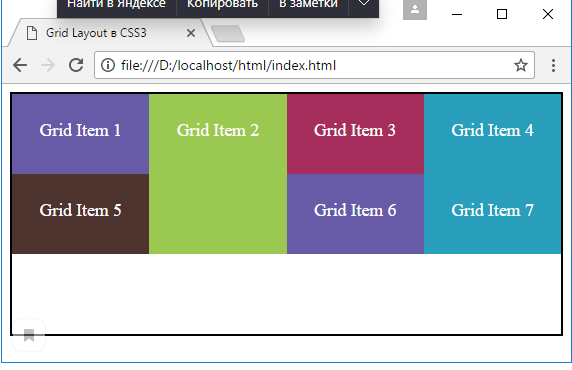 Найти в Яндексе Копировать В заметки
Grid Layout в CSS3
file:///D:/localhost/html/index.html
Grid Item 1 Grid Item 2 Grid Item 3 Grid Item 4
Grid Item 5 Grid Item 6 Grid Item 7